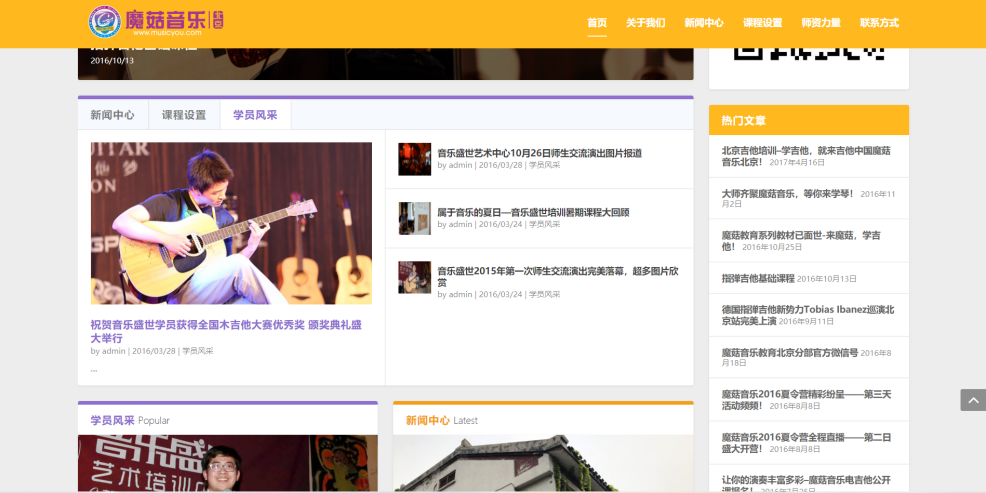 魔菇音乐
www.musicyou.com
首页 关于我们 新闻中心 课程设置 师资力量 联系方式
2016/10/13
新闻中心 课程设置 学员风采
祝贺音乐盛世学员获得全国木吉他大赛优秀奖 颁奖典礼盛
大举行
by admin | 2016/03/28 | 学员风采
...
音乐盛世艺术中心10月26日师生交流演出图片报道
by admin | 2016/03/28 | 学员风采
属于音乐的夏日—音乐盛世培训暑期课程大回顾
by admin | 2016/03/24 | 学员风采
音乐盛世2015年第一次师生交流演出完美落幕，超多图片欣
赏
by admin | 2016/03/24 | 学员风采
学员风采 Popular
音乐盛
艺术培训
新闻中心 Latest
热门文章
北京吉他培训–学吉他，就来吉他中国魔菇
音乐北京！ 2017年4月16日
大师齐聚魔菇音乐，等你来学琴！ 2016年11
月2日
魔菇教育系列教材已面世-来魔菇，学吉
他！ 2016年10月25日
指弹吉他基础课程 2016年10月13日
德国指弹吉他新势力Tobias Ibanez巡演北
京站完美上演 2016年9月11日
魔菇音乐教育北京分部官方微信号 2016年8
月18日
魔菇音乐2016夏令营精彩纷呈——第三天
活动频频！ 2016年8月8日
魔菇音乐2016夏令营全程直播——第二日
盛大开营！ 2016年8月8日
让你的演奏丰富多彩–魔菇音乐电吉他公开